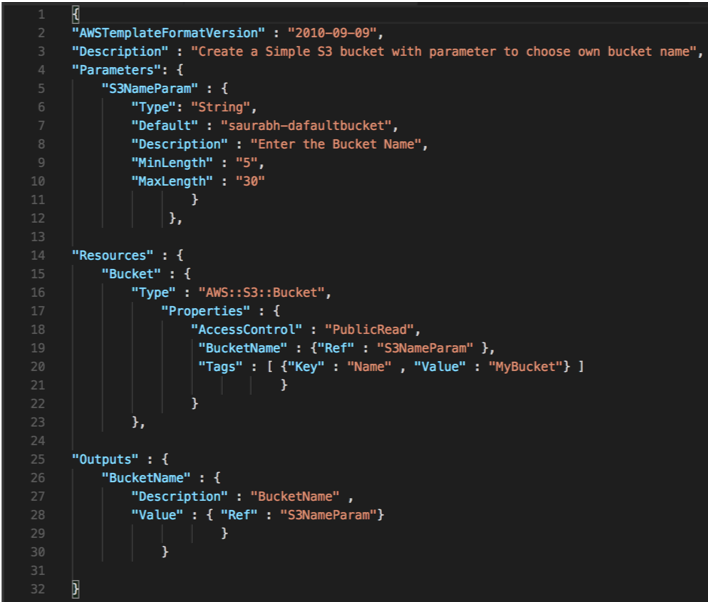 1 {
2 "AWSTemplateFormatVersion" : "2010-09-09",
3 "Description" : "Create a Simple S3 bucket with parameter to choose own bucket name",
4 "Parameters": {
5 "S3NameParam" : {
6 "Type": "String",
7 "Default" : "saurabh-dafaultbucket",
8 "Description" : "Enter the Bucket Name",
9 "MinLength" : "5",
10 "MaxLength" : "30"
11 }
12 },
13
14 "Resources" : {
15 "Bucket" : {
16 "Type" : "AWS::S3::Bucket",
17 "Properties" : {
18 "AccessControl" : "PublicRead",
19 "BucketName" : {"Ref" : "S3NameParam" },
20 "Tags" : [ {"Key" : "Name" , "Value" : "MyBucket"} ]
21 }
22 }
23 },
24
25 "Outputs" : {
26 "BucketName" : {
27 "Description" : "BucketName" ,
28 "Value" : { "Ref" : "S3NameParam"}
29 }
30 }
31
32 }